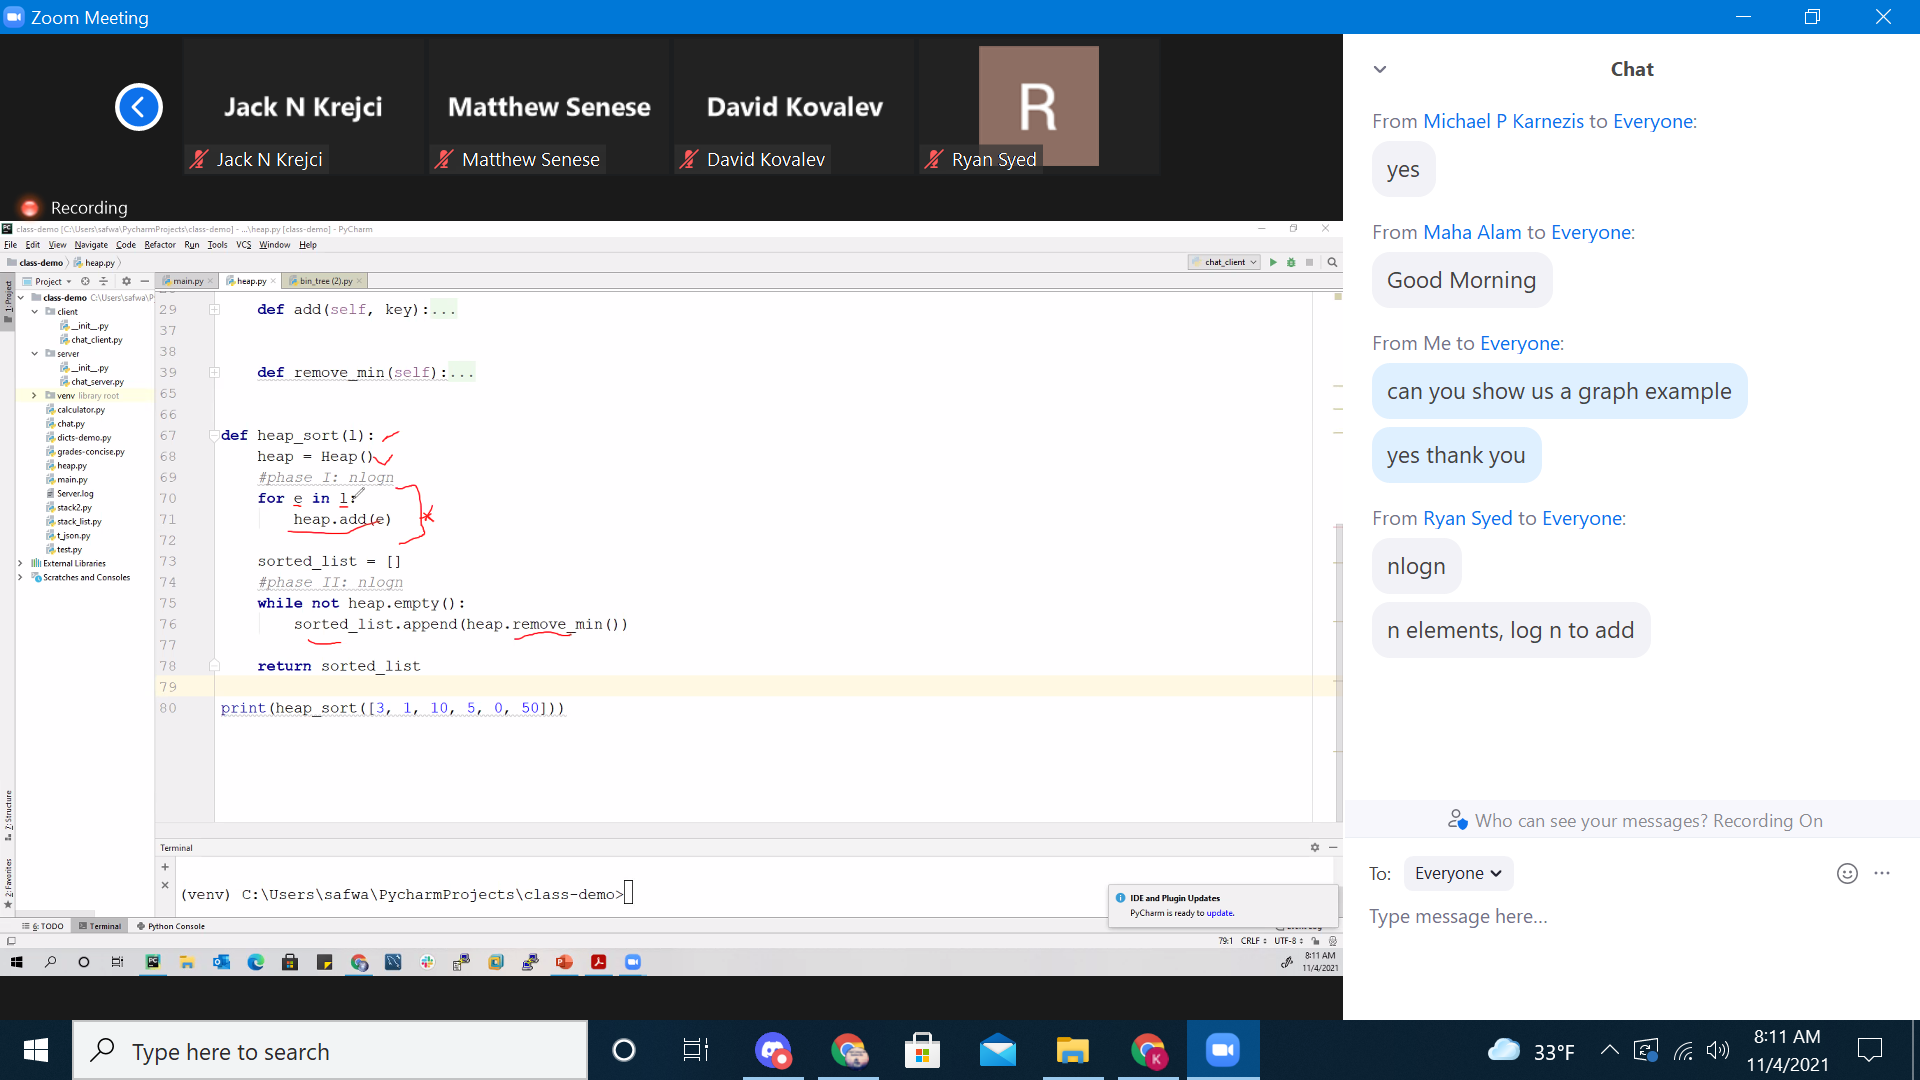 Zoom Meeting
Jack N Krejci
Matthew Senese
David Kovalev
R
Jack N Krejci
Matthew Senese
David Kovalev
Ryan Syed
Recording
class-demo [C:\Users\safwa\PycharmProjects\class-demo] - ...\heap.py [class-demo] - PyCharm
File Edit View Navigate Code Refactor Run Tools VCS Window Help
class-demo heap.py
chat_client
1: Project
Project
main.py
heap.py
bin_tree (2).py
class-demo C:\Users\safwa\P
client
__init__.py
chat_client.py
server
__init__.py
chat_server.py
venv library root
calculator.py
chat.py
dicts-demo.py
grades-concise.py
heap.py
main.py
Server.log
stack2.py
stack_list.py
t_json.py
test.py
External Libraries
Scratches and Consoles
29 def add(self, key):...
37
38
39 def remove_min(self):...
65
66
67 def heap_sort(l):
68 heap = Heap()
69 #phase I: nlogn
70 for e in l:
71 heap.add(e)
72
73 sorted_list = []
74 #phase II: nlogn
75 while not heap.empty():
76 sorted_list.append(heap.remove_min())
77
78 return sorted_list
79
80 print(heap_sort([3, 1, 10, 5, 0, 50]))
7: Structure
2: Favorites
Terminal
(venv) C:\Users\safwa\PycharmProjects\class-demo>
IDE and Plugin Updates
PyCharm is ready to update.
6: TODO
Terminal
Python Console
79:1 CRLF UTF-8
8:11 AM
11/4/2021
Chat
From Michael P Karnezis to Everyone:
yes
From Maha Alam to Everyone:
Good Morning
From Me to Everyone:
can you show us a graph example
yes thank you
From Ryan Syed to Everyone:
nlogn
n elements, log n to add
Who can see your messages? Recording On
To: Everyone
Type message here...
Type here to search
K
33°F
8:11 AM
11/4/2021